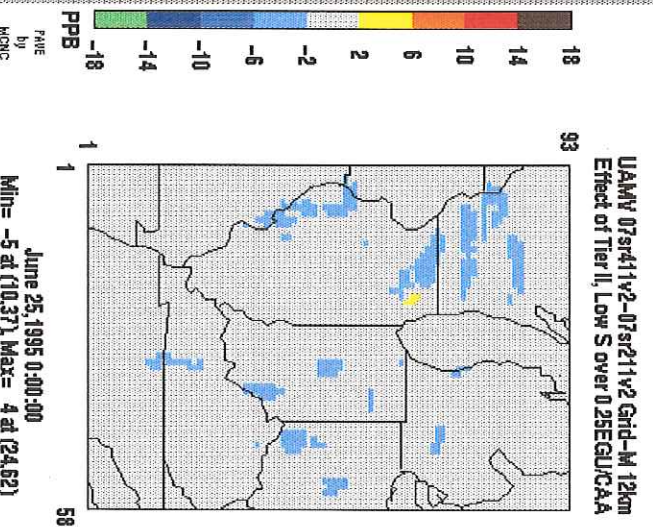 UAMV 07sr411v2-07sr211v2 Grid-M 12km
Effect of Tier II, Low S over 0.25EGU/CAA
18
14
10
6
2
-2
-6
-10
-14
-18
PPB
PAVE
by
MCNC
93
1
1
58
June 25,1995 0:00:00
Min= -5 at (10,37), Max= 4 at (24,62)